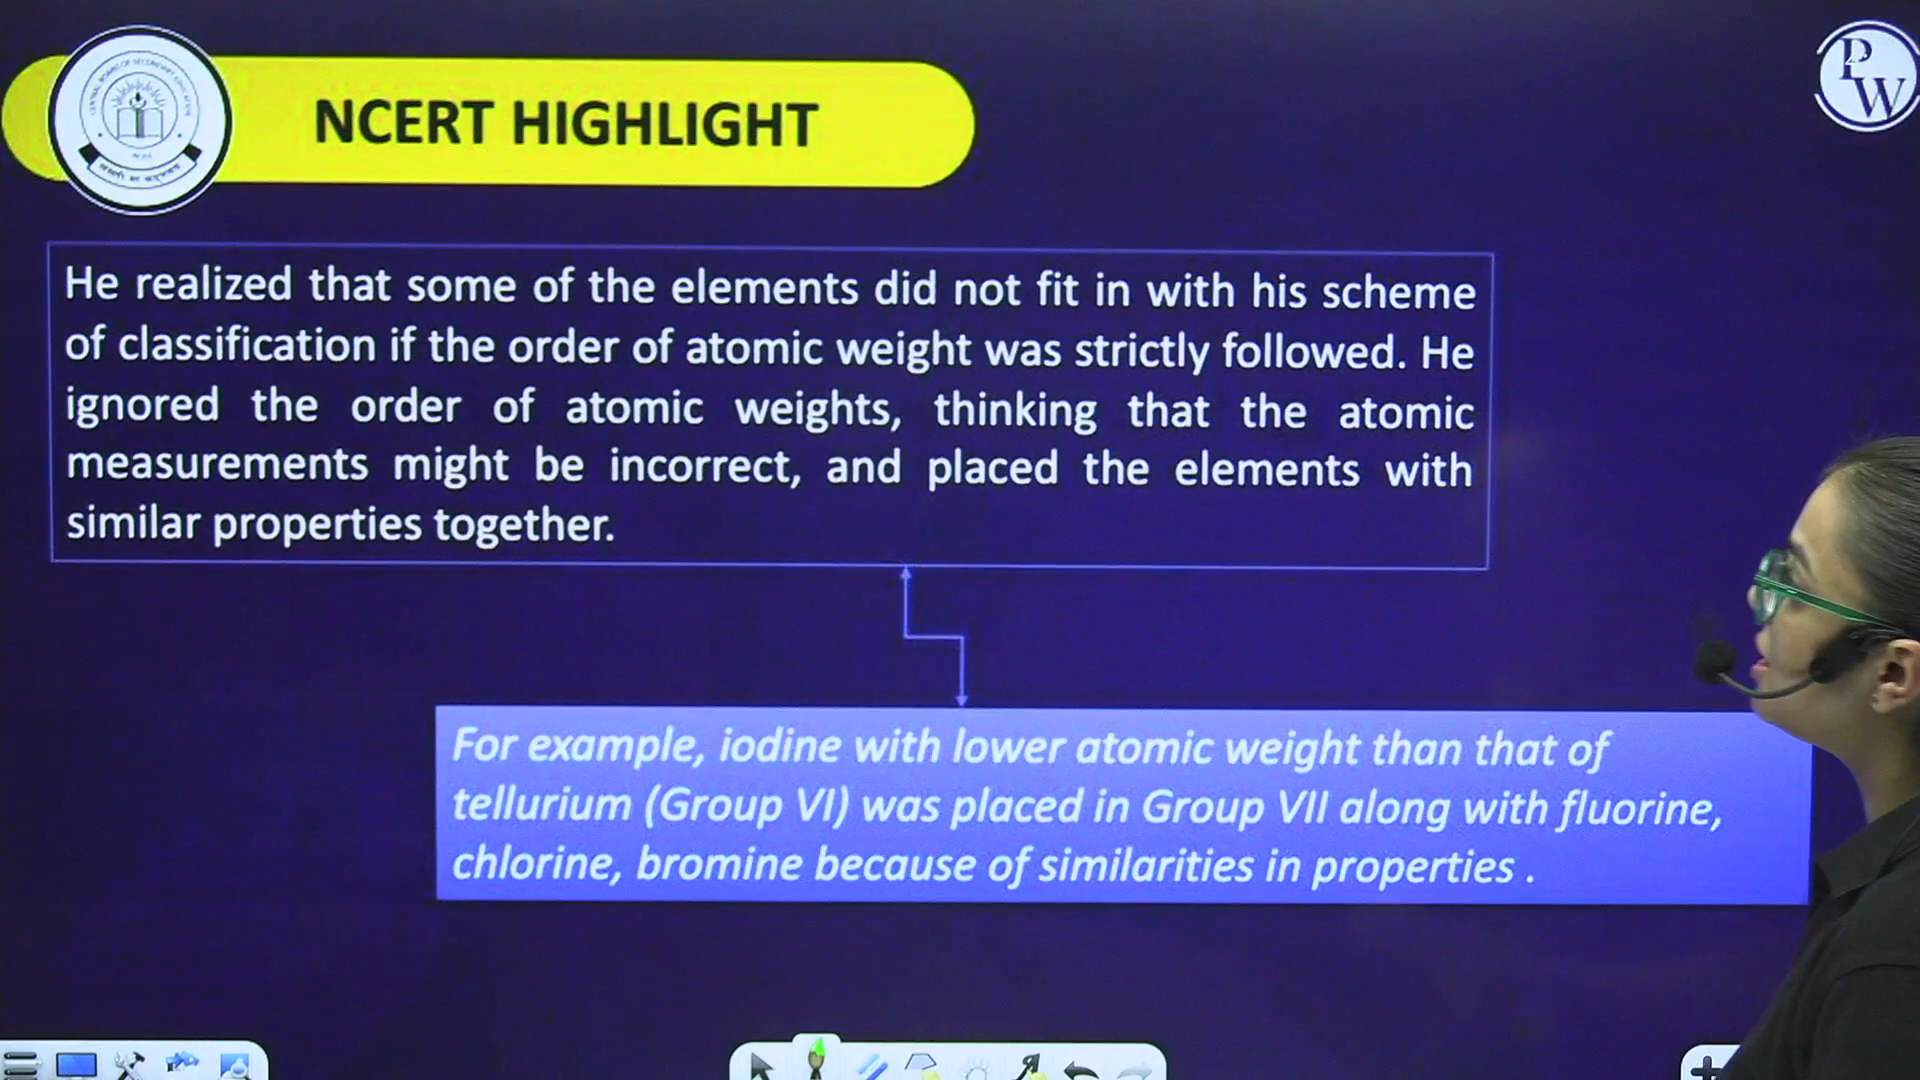 NCERT HIGHLIGHT
PW
He realized that some of the elements did not fit in with his scheme
of classification if the order of atomic weight was strictly followed. He
ignored the order of atomic weights, thinking that the atomic
measurements might be incorrect, and placed the elements with
similar properties together.
For example, iodine with lower atomic weight than that of
tellurium (Group VI) was placed in Group VII along with fluorine,
chlorine, bromine because of similarities in properties .